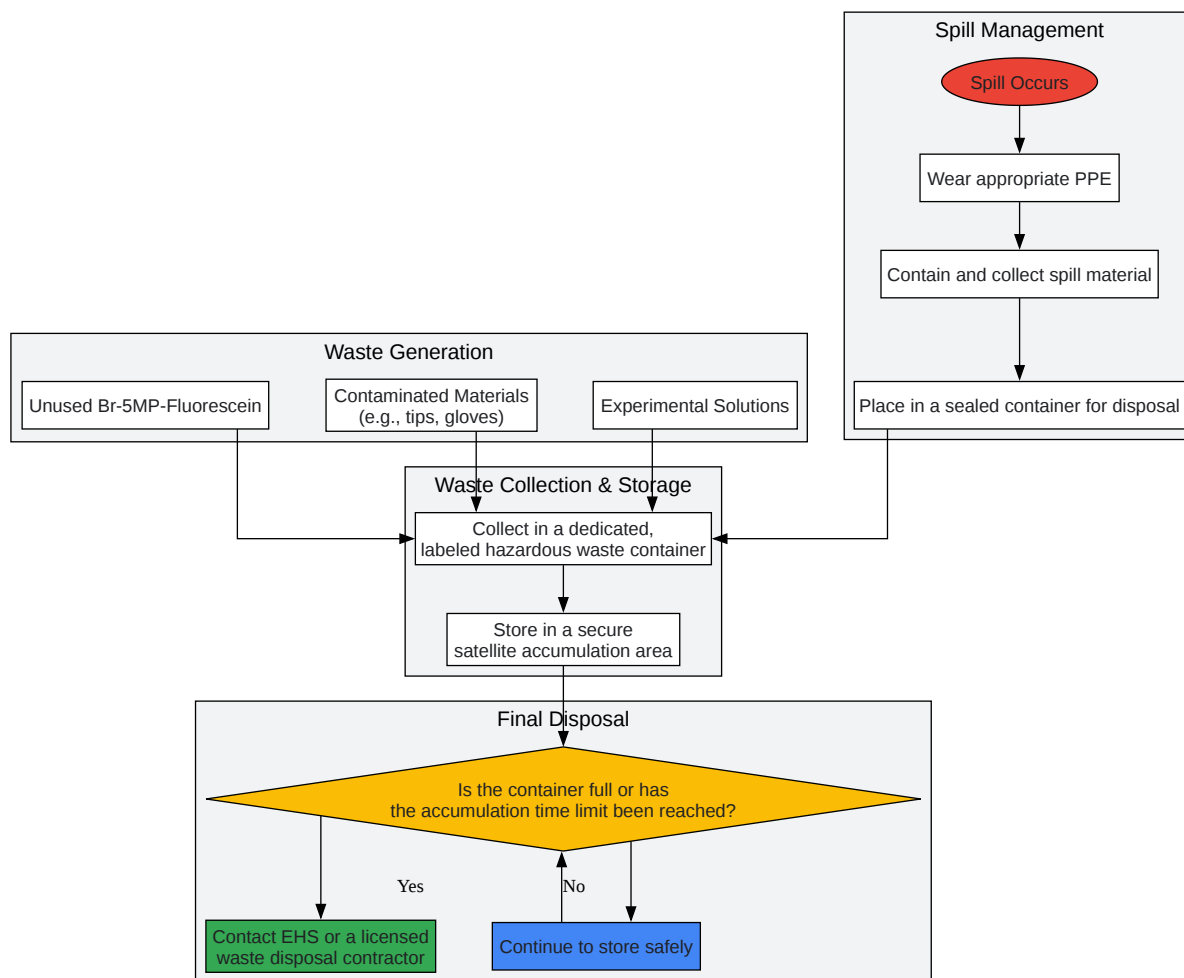 Spill Management
Spill Occurs
Wear appropriate PPE
Contain and collect spill material
Place in a sealed container for disposal
Waste Generation
Unused Br-5MP-Fluorescein
Contaminated Materials
(e.g., tips, gloves)
Experimental Solutions
Waste Collection & Storage
Collect in a dedicated,
labeled hazardous waste container
Store in a secure
satellite accumulation area
Final Disposal
Is the container full or has
the accumulation time limit been reached?
Yes
No
Contact EHS or a licensed
waste disposal contractor
Continue to store safely